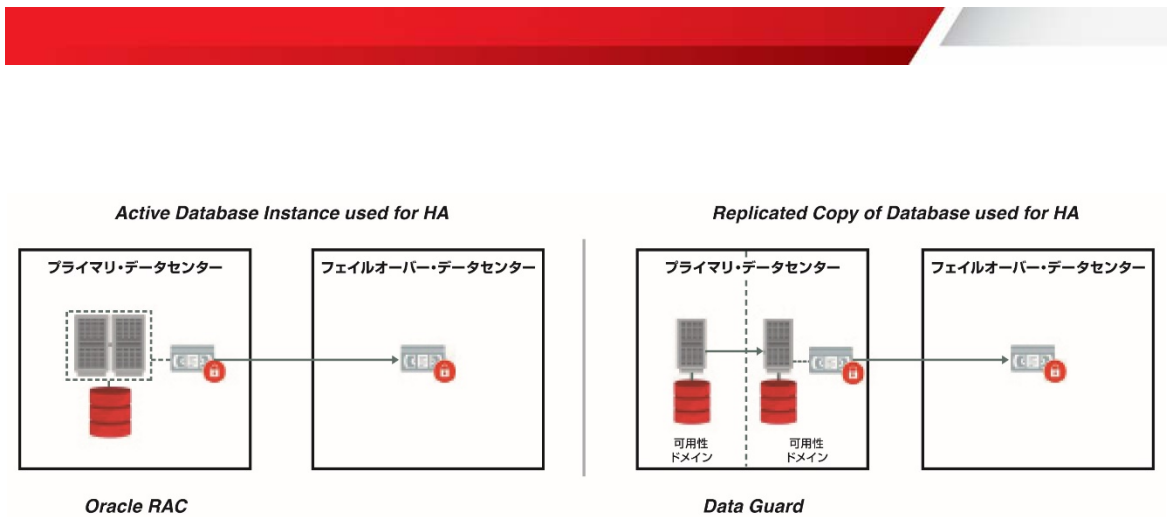 Active Database Instance used for HA
プライマリ・データセンター
フェイルオーバー・データセンター
Oracle RAC
Replicated Copy of Database used for HA
プライマリ・データセンター
フェイルオーバー・データセンター
可用性
ドメイン
可用性
ドメイン
Data Guard